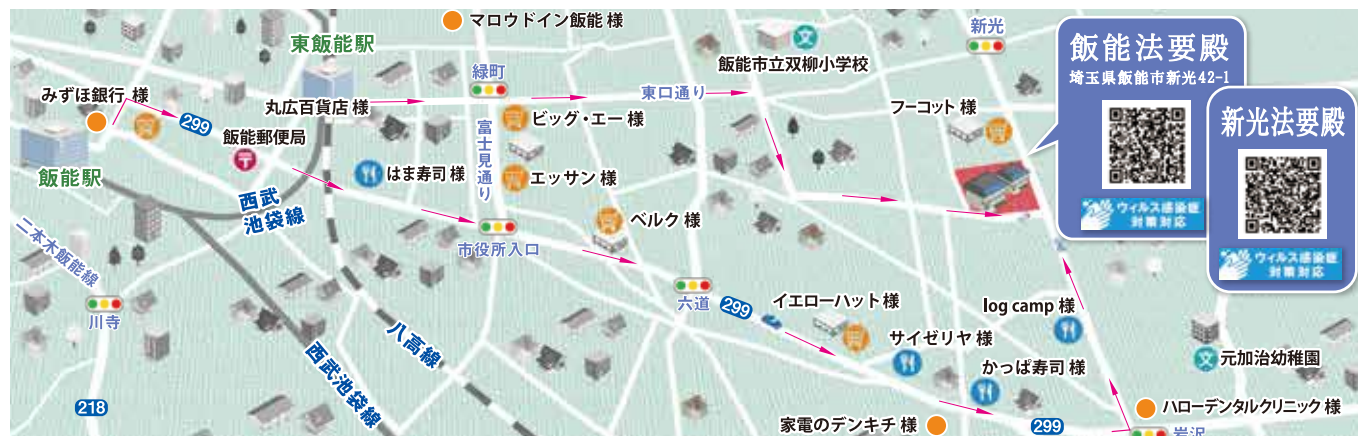 マロウドイン飯能 様
新光
東飯能駅
飯能市立双柳小学校
緑町
みずほ銀行 様
丸広百貨店 様
東口通り
フーコット 様
299
ビッグ・エー 様
飯能郵便局
富士見通り
はま寿司 様
エッサン 様
飯能駅
西武
池袋線
ベルク 様
市役所入口
二本木飯能線
川寺
六道
299
イエローハット 様
log camp 様
八高線
サイゼリヤ 様
かっぱ寿司 様
元加治幼稚園
西武池袋線
218
家電のデンキチ 様
299
ハローデンタルクリニック 様
岩沢
飯能法要殿
埼玉県飯能市新光42-1
ウィルス感染症
対策対応
新光法要殿
ウィルス感染症
対策対応
文
文